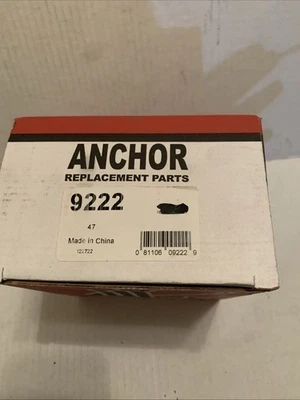 ANCHOR
REPLACEMENT PARTS
9222
47
Made in China
122722
0 81106 09222 9